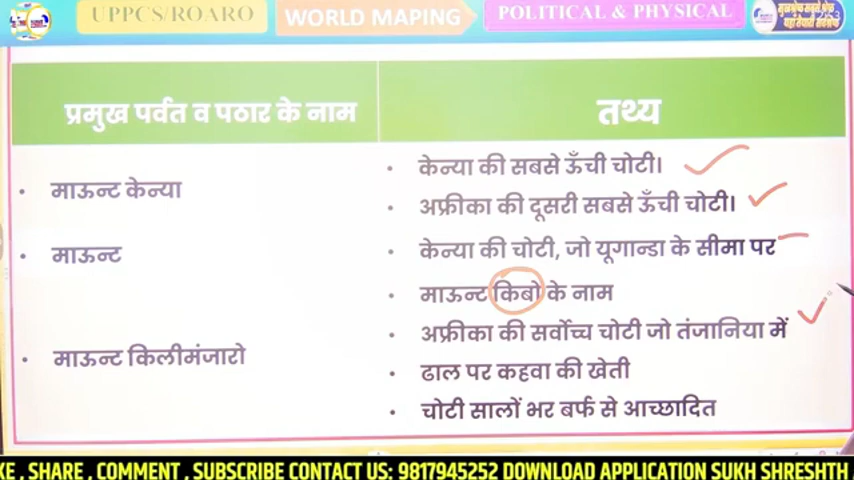 UPPCS/ROARO
WORLD MAPING
POLITICAL & PHYSICAL
प्रमुख पर्वत व पठार के नाम
तथ्य
• माऊन्ट केन्या
• केन्या की सबसे ऊँची चोटी।
• अफ्रीका की दूसरी सबसे ऊँची चोटी।
• माऊन्ट
• केन्या की चोटी, जो यूगान्डा के सीमा पर
• माऊन्ट किलीमंजारो
• माऊन्ट किबो के नाम
• अफ्रीका की सर्वोच्च चोटी जो तंजानिया में
• ढाल पर कहवा की खेती
• चोटी सालों भर बर्फ से आच्छादित
KE , SHARE , COMMENT , SUBSCRIBE CONTACT US: 9817945252 DOWNLOAD APPLICATION SUKH SHRESHTH